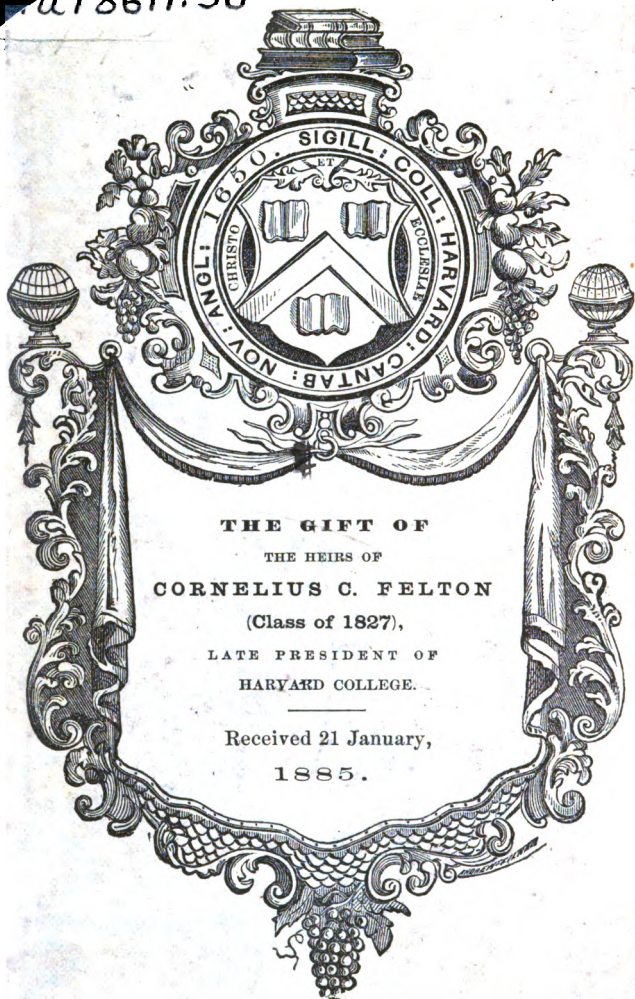 SIGILL: COLL: HARVARD: CANTAB: NOV: ANGL: 1650.
ET
CHRISTO
ECCLESIAE
THE GIFT OF
THE HEIRS OF
CORNELIUS C. FELTON
(Class of 1827),
LATE PRESIDENT OF
HARVARD COLLEGE.
Received 21 January,
1885.